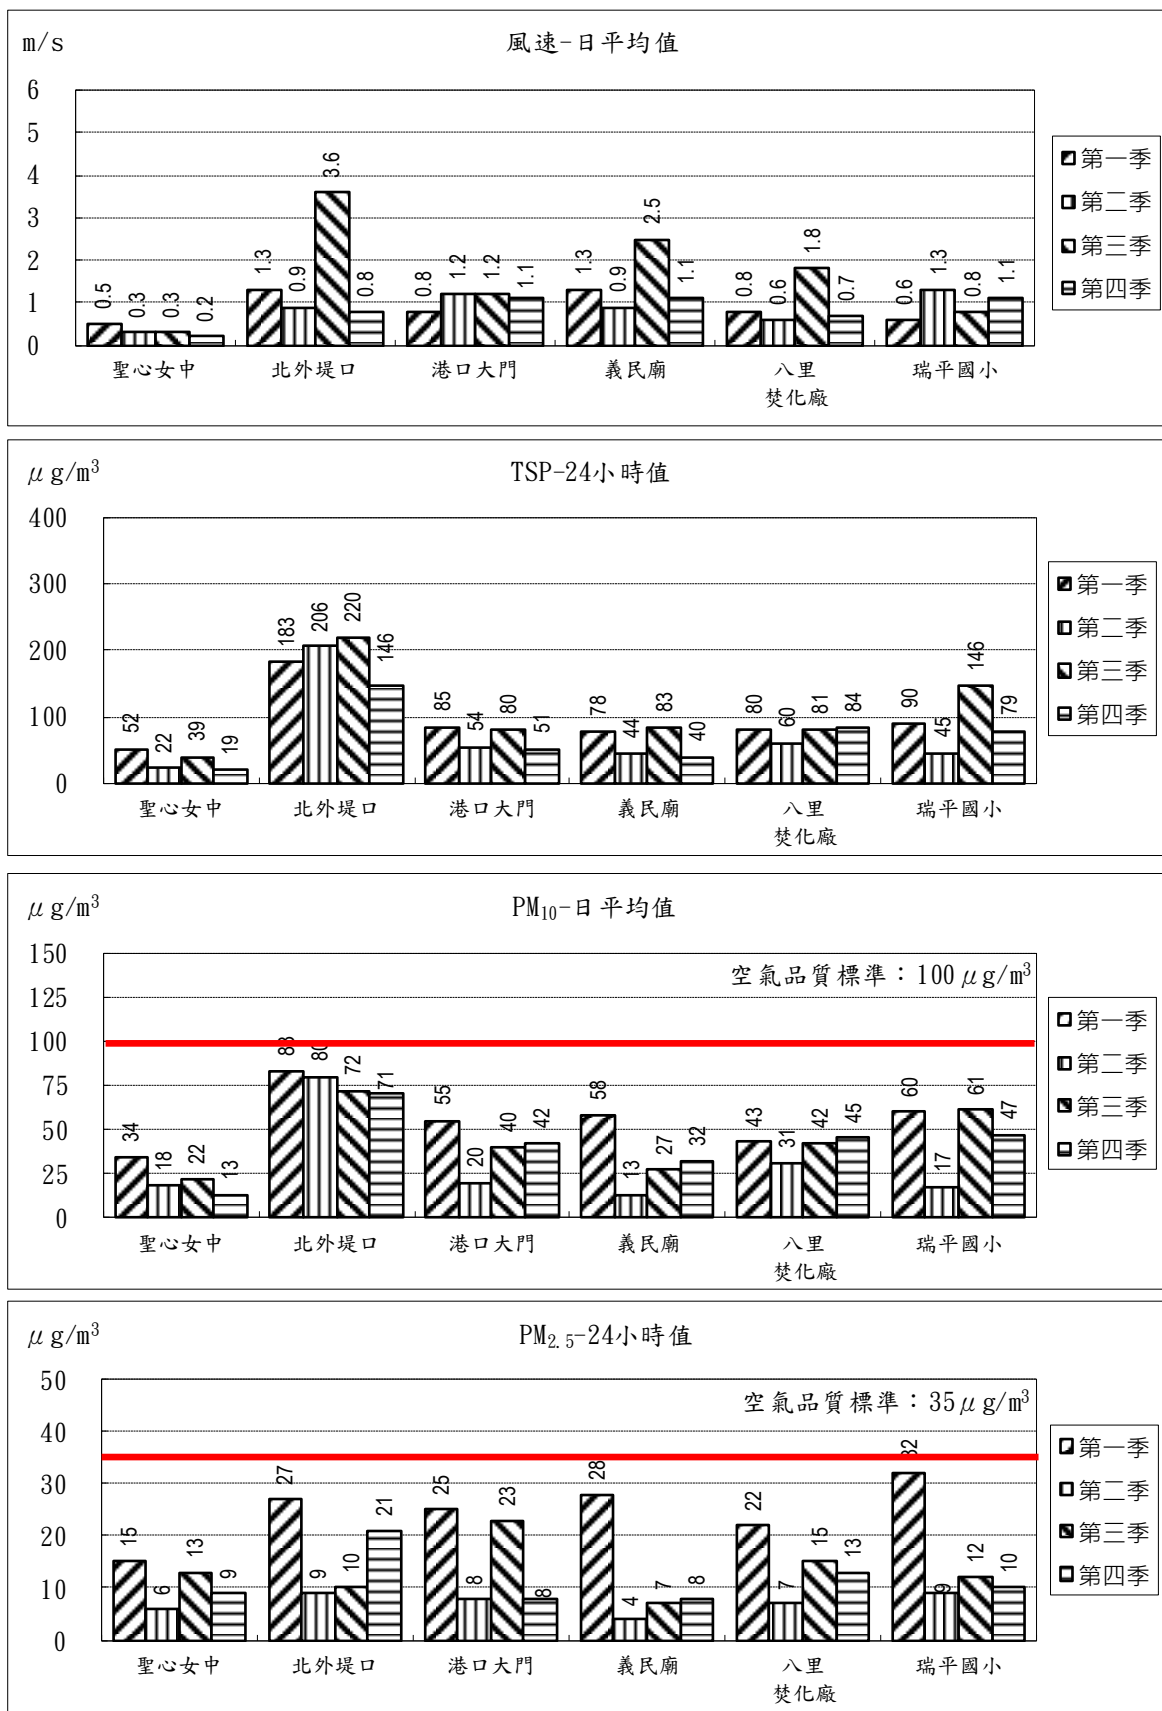 m/s
風速-日平均值
6
5
4
3
2
1
0
0.5 0.3 0.3 0.2 1.3 0.9 3.6 0.8 0.8 1.2 1.2 1.1 1.3 0.9 2.5 1.1 0.8 0.6 1.8 0.7 0.6 1.3 0.8 1.1
聖心女中 北外堤口 港口大門 義民廟 八里 瑞平國小
焚化廠
第一季
第二季
第三季
第四季
μg/m³
TSP-24小時值
400
300
200
100
0
52 22 39 19 183 206 220 146 85 54 80 51 78 44 83 40 80 60 81 84 90 45 146 79
聖心女中 北外堤口 港口大門 義民廟 八里 瑞平國小
焚化廠
第一季
第二季
第三季
第四季
μg/m³
PM₁₀-日平均值
空氣品質標準：100μg/m³
150
125
100
75
50
25
0
34 18 22 13 83 80 72 71 55 20 40 42 58 13 27 32 43 31 42 45 60 17 61 47
聖心女中 北外堤口 港口大門 義民廟 八里 瑞平國小
焚化廠
第一季
第二季
第三季
第四季
μg/m³
PM₂.₅-24小時值
空氣品質標準：35μg/m³
50
40
30
20
10
0
15 6 13 9 27 9 10 21 25 8 23 8 28 4 7 8 22 7 15 13 32 9 12 10
聖心女中 北外堤口 港口大門 義民廟 八里 瑞平國小
焚化廠
第一季
第二季
第三季
第四季